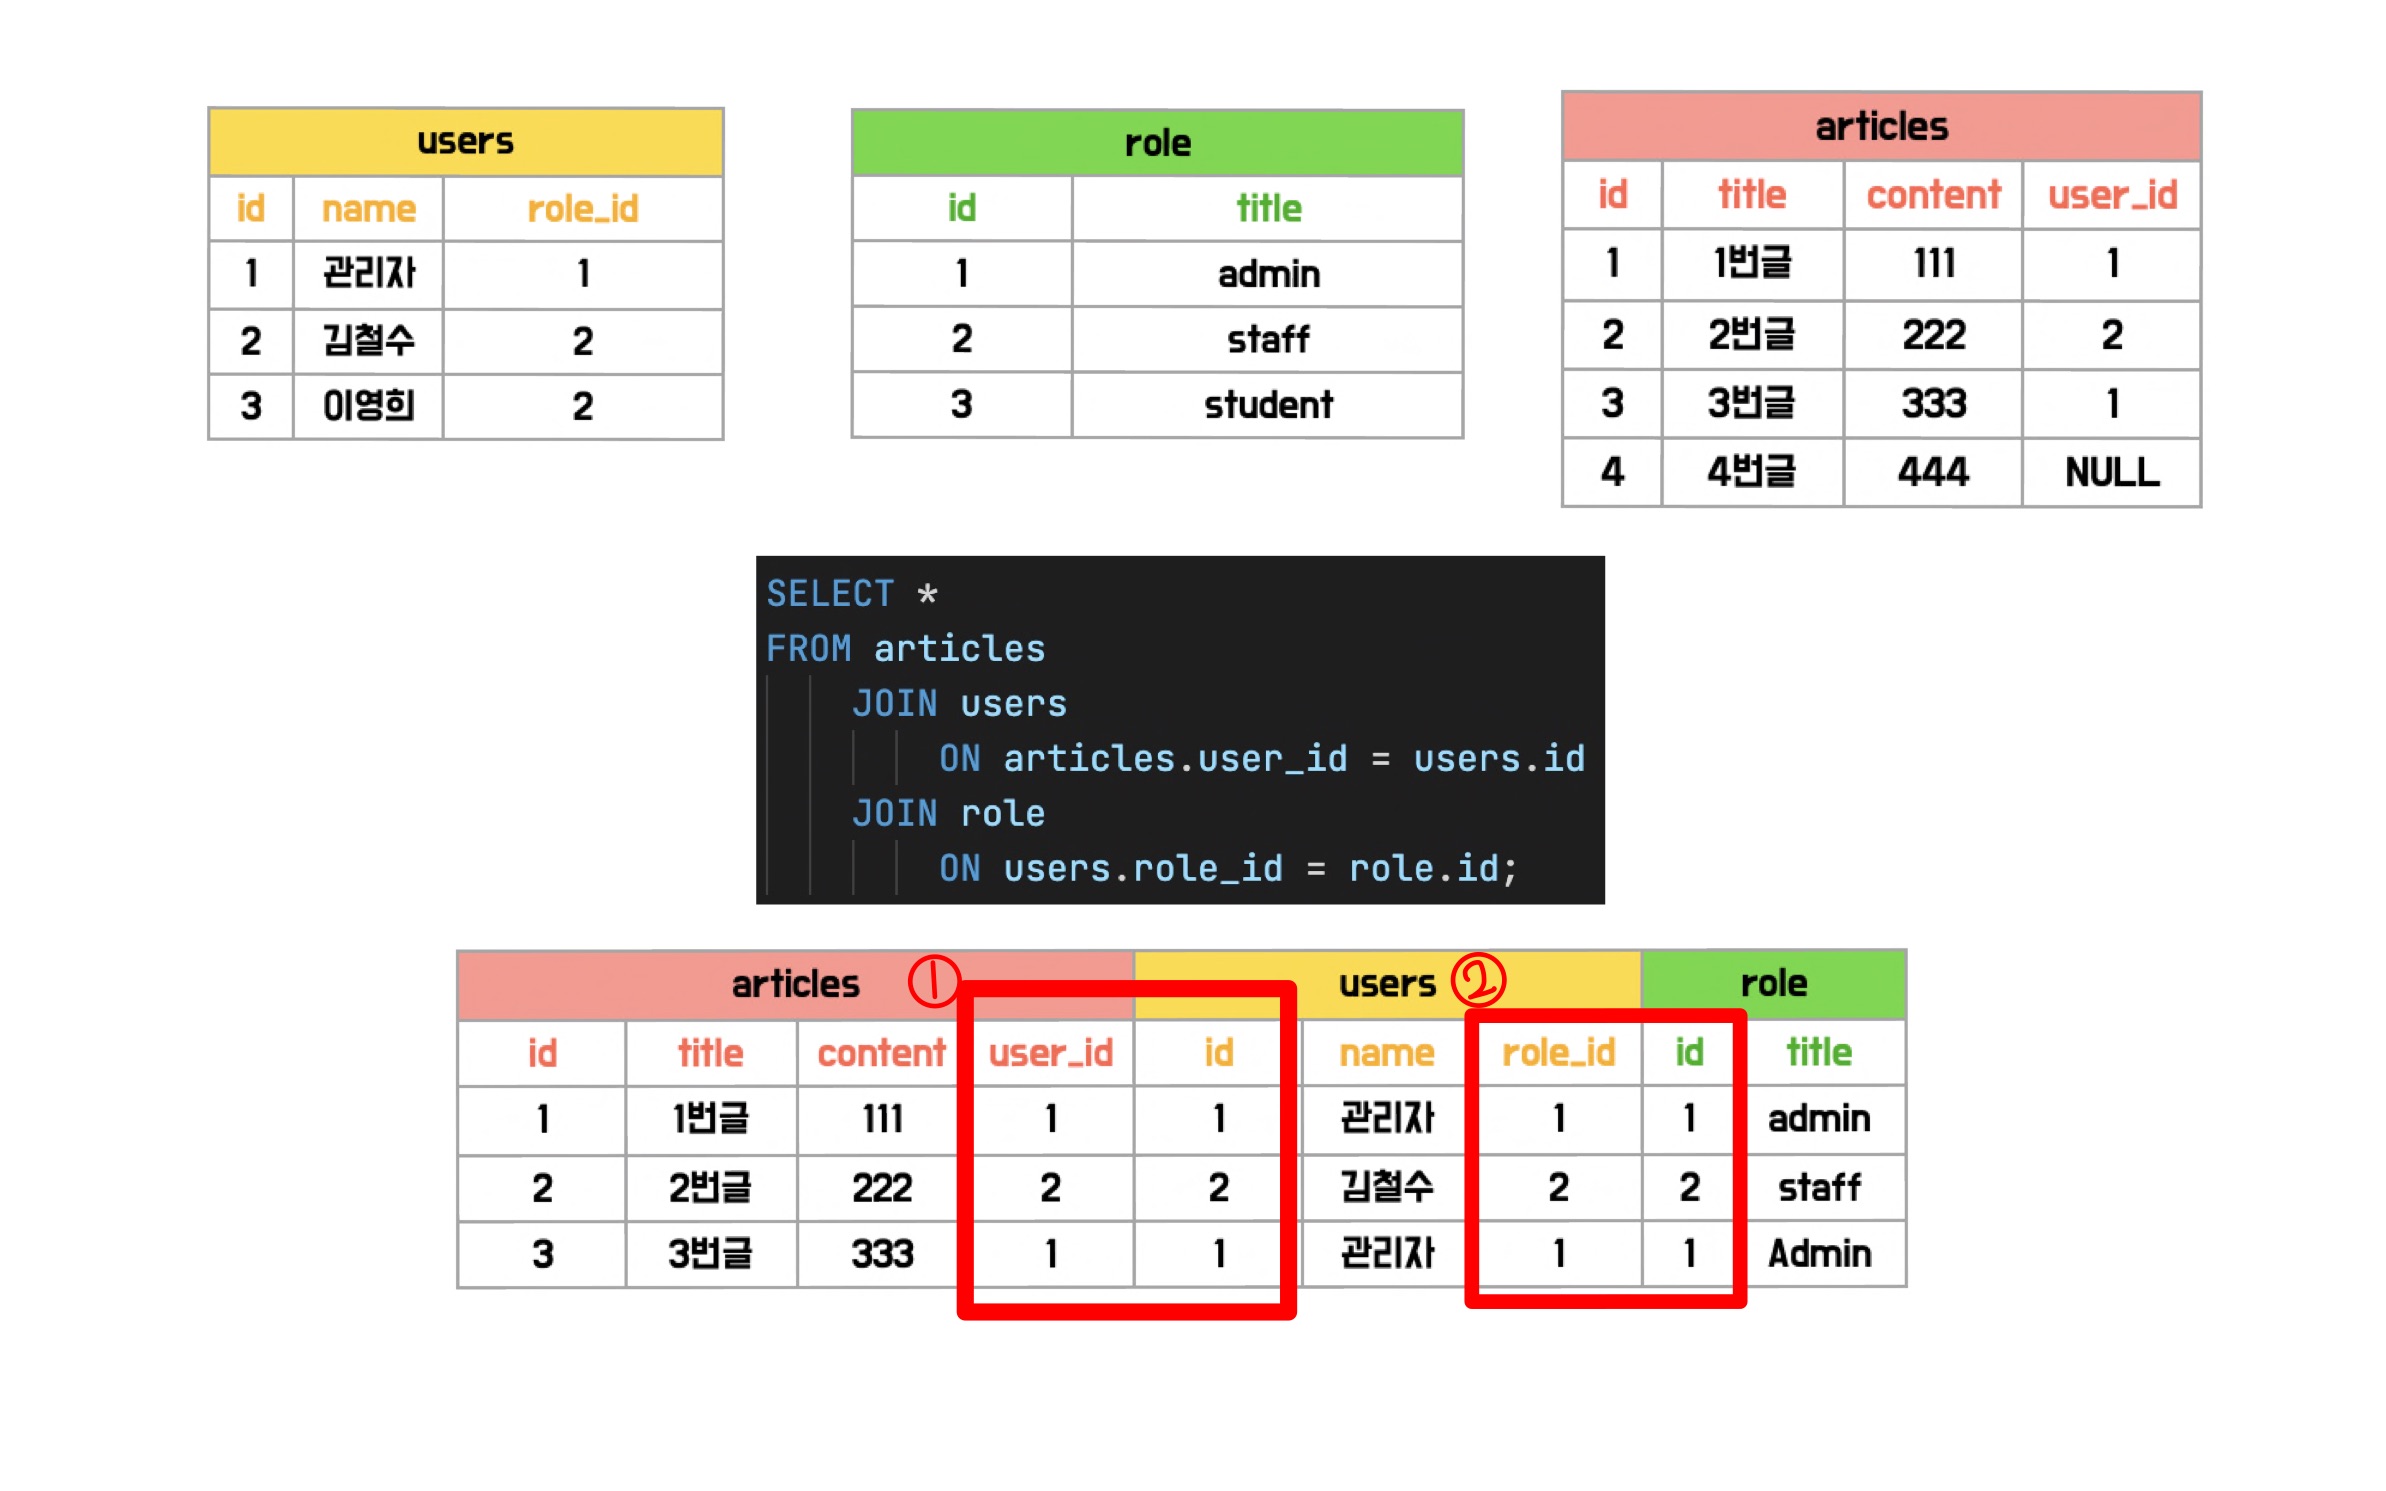 users
id name role_id
1 관리자 1
2 김철수 2
3 이영희 2
role
id title
1 admin
2 staff
3 student
articles
id title content user_id
1 1번글 111 1
2 2번글 222 2
3 3번글 333 1
4 4번글 444 NULL
SELECT *
FROM articles
JOIN users
ON articles.user_id = users.id
JOIN role
ON users.role_id = role.id;
articles ① users ② role
id title content user_id id name role_id id title
1 1번글 111 1 1 관리자 1 1 admin
2 2번글 222 2 2 김철수 2 2 staff
3 3번글 333 1 1 관리자 1 1 Admin